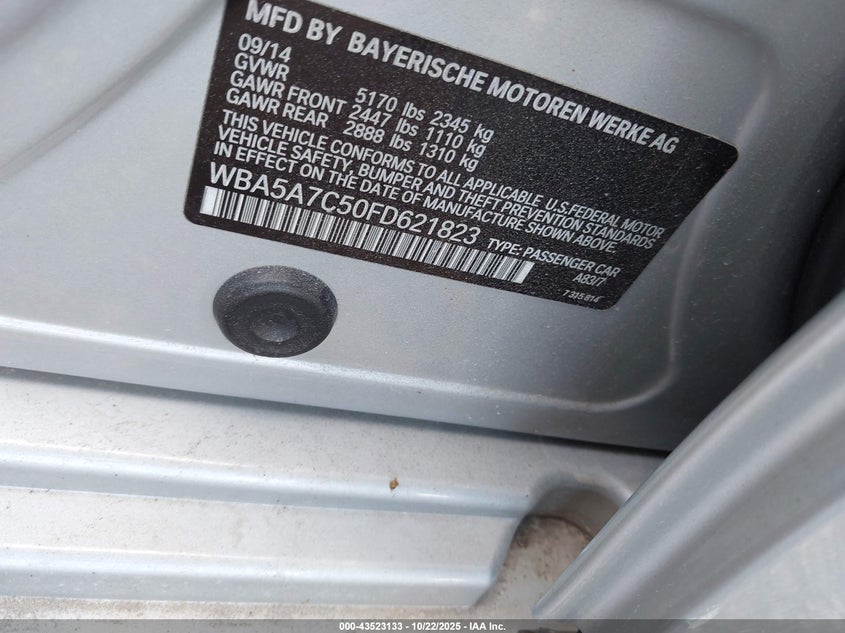 MFD BY BAYERISCHE MOTOREN WERKE AG
09/14
GVWR 5170 lbs 2345 kg
GAWR FRONT 2447 lbs 1110 kg
GAWR REAR 2888 lbs 1310 kg
THIS VEHICLE CONFORMS TO ALL APPLICABLE U.S.FEDERAL MOTOR
VEHICLE SAFETY, BUMPER AND THEFT PREVENTION STANDARDS
IN EFFECT ON THE DATE OF MANUFACTURE SHOWN ABOVE.
WBA5A7C50FD621823 TYPE: PASSENGER CAR
A83/7
7315814
000-43523133 - 10/22/2025 - IAA Inc.